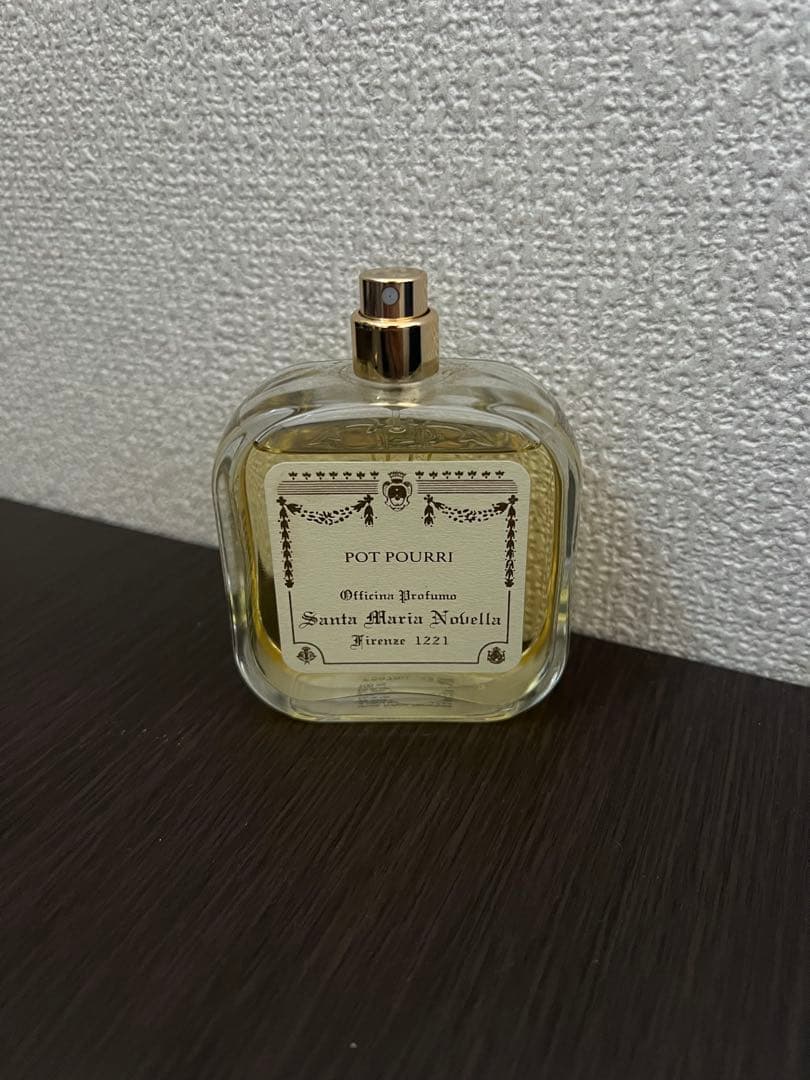 POT POURRI
Officina Profumo
Santa Maria Novella
Firenze 1221